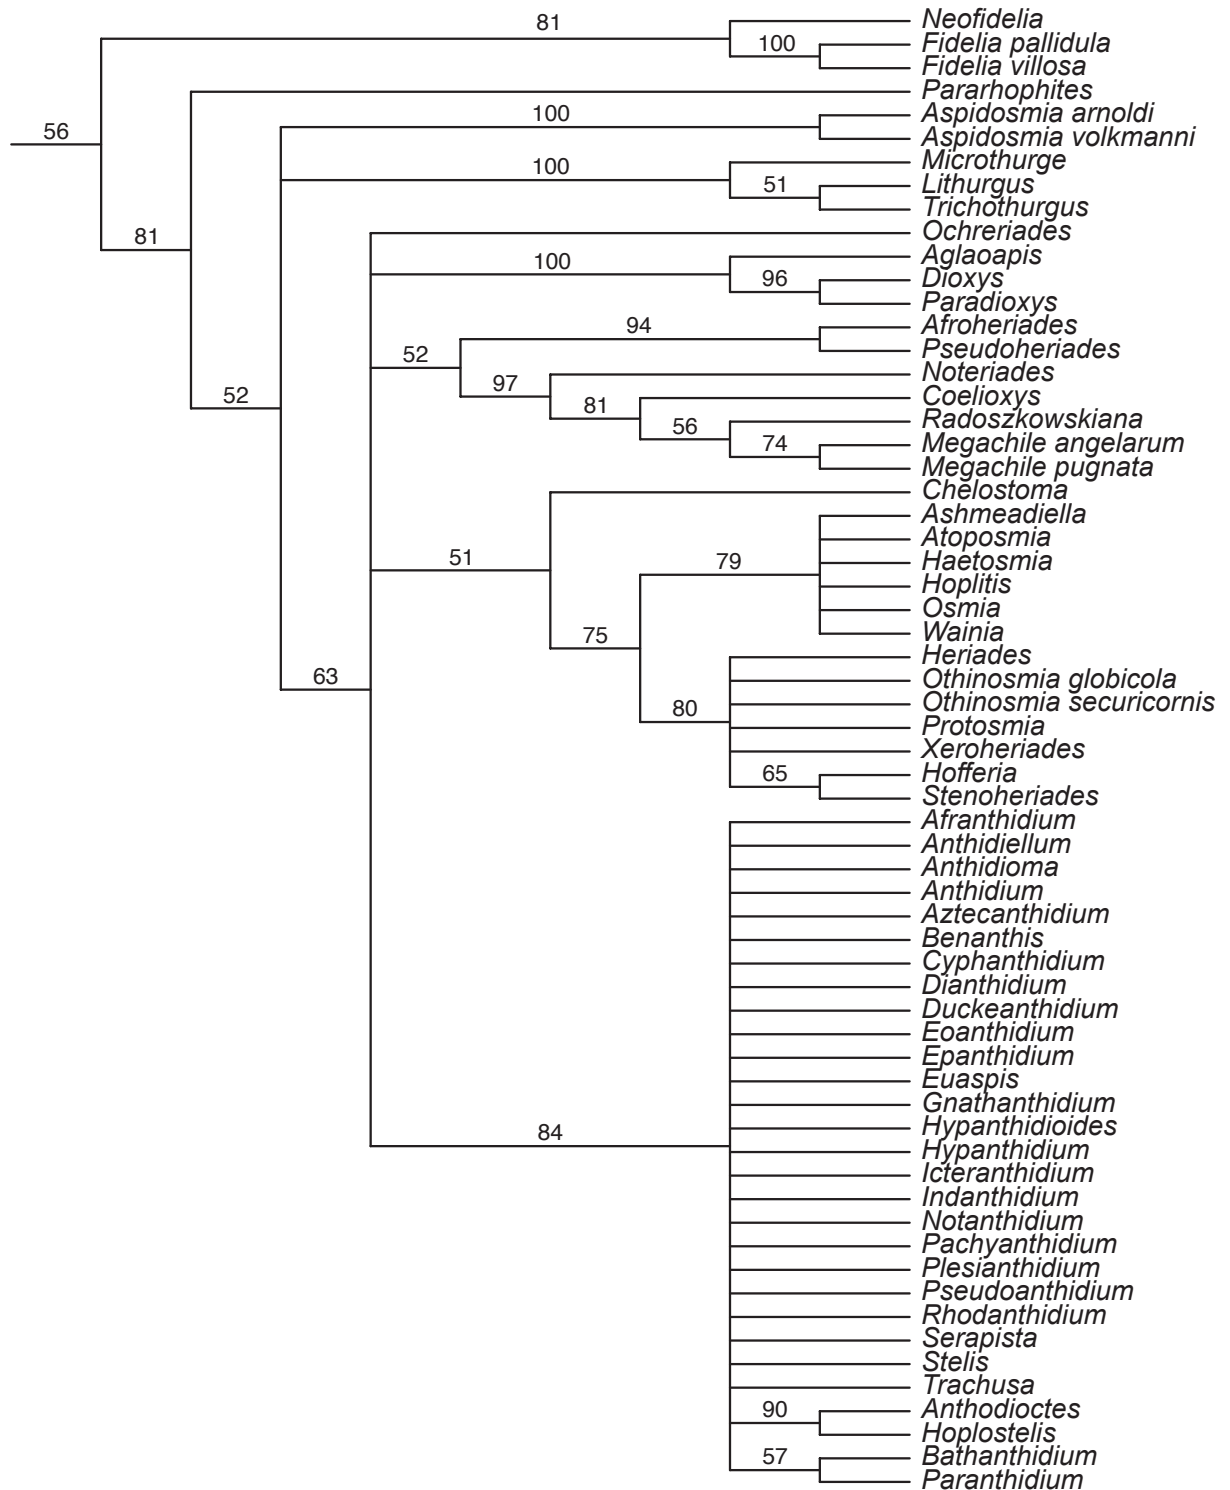 81
Neofidelia
100
Fidelia pallidula
Fidelia villosa
Pararhophites
56
100
Aspidosmia arnoldi
Aspidosmia volkmanni
100
Microthurge
51
Lithurgus
Trichothurgus
81
Ochreriades
100
Aglaoapis
96
Dioxys
Paradioxys
94
Afroheriades
52
Pseudoheriades
97
Noteriades
52
81
Coelioxys
56
Radoszkowskiana
74
Megachile angelarum
Megachile pugnata
Chelostoma
Ashmeadiella
Atoposmia
51
79
Haetosmia
Hoplitis
Osmia
75
Wainia
63
Heriades
Othinosmia globicola
80
Othinosmia securicornis
Protosmia
Xeroheriades
65
Hofferia
Stenoheriades
Afranthidium
Anthidiellum
Anthidioma
Anthidium
Aztecanthidium
Benanthis
Cyphanthidium
Dianthidium
Duckeanthidium
Eoanthidium
Epanthidium
Euaspis
Gnathanthidium
84
Hypanthidioides
Hypanthidium
Icteranthidium
Indanthidium
Notanthidium
Pachyanthidium
Plesianthidium
Pseudoanthidium
Rhodanthidium
Serapista
Stelis
Trachusa
90
Anthodioctes
Hoplostelis
57
Bathanthidium
Paranthidium